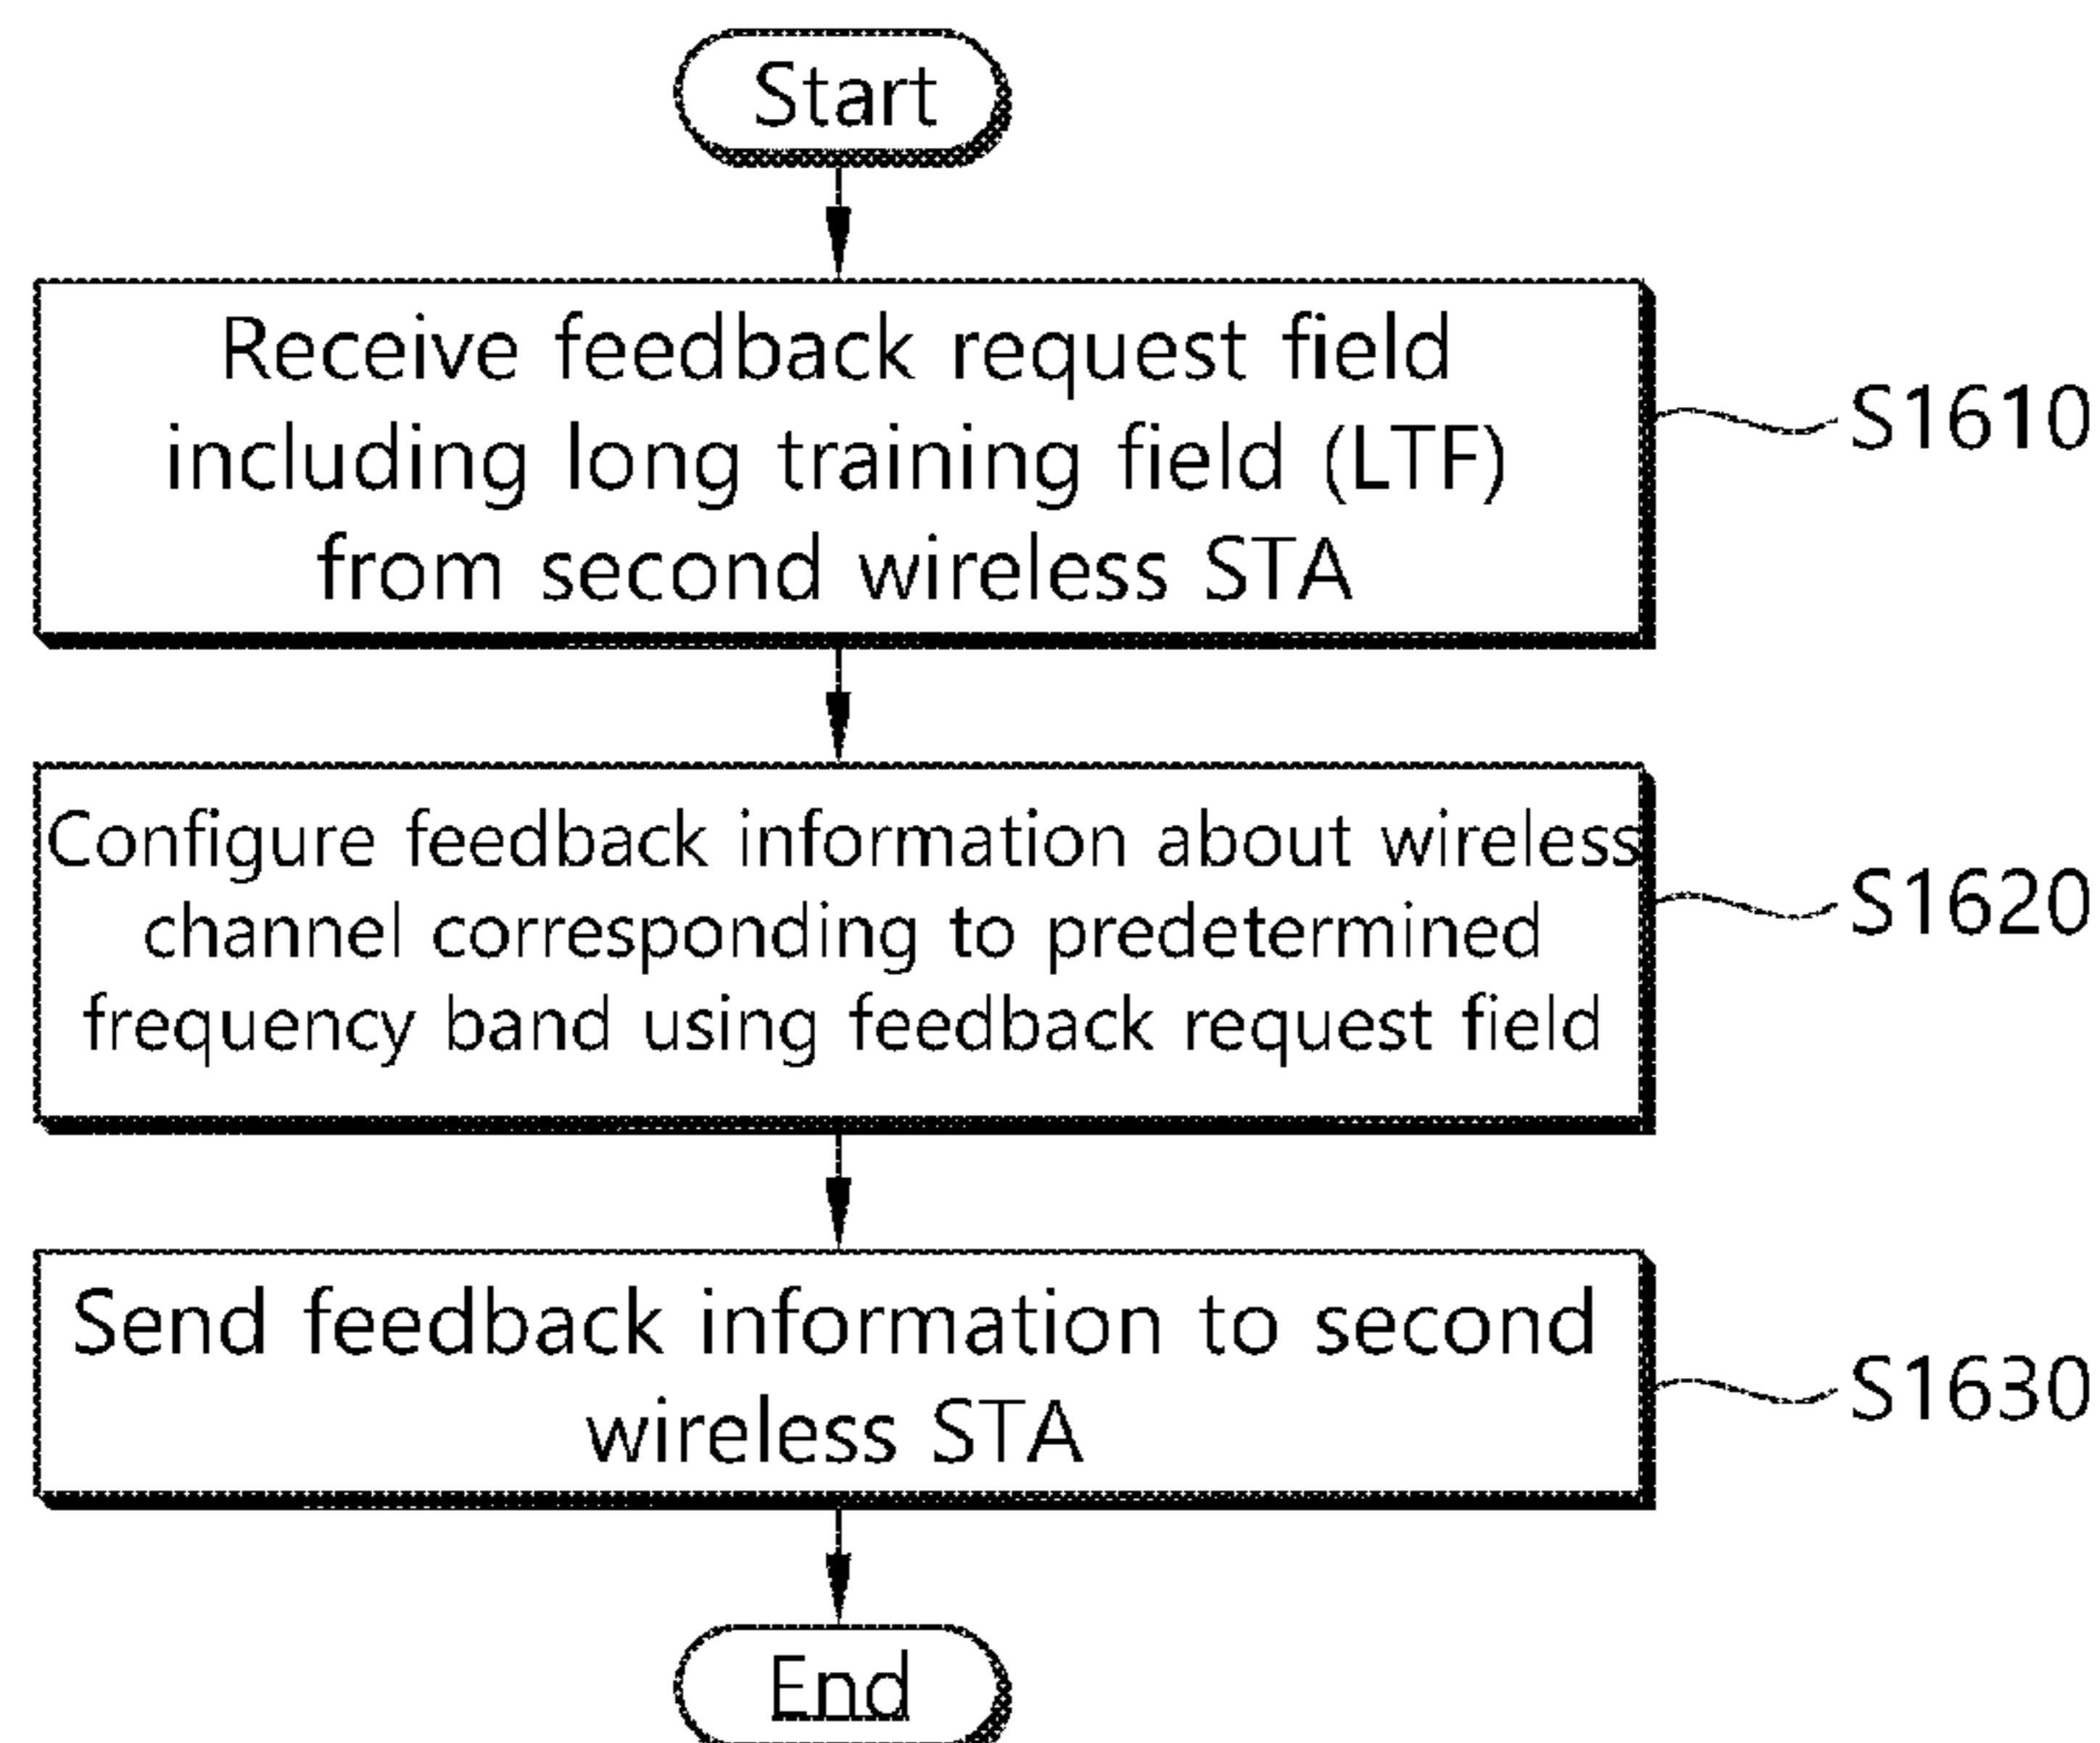 Start
Receive feedback request field
including long training field (LTF)
from second wireless STA
S1610
Configure feedback information about wireless
channel corresponding to predetermined
frequency band using feedback request field
S1620
Send feedback information to second
wireless STA
S1630
End